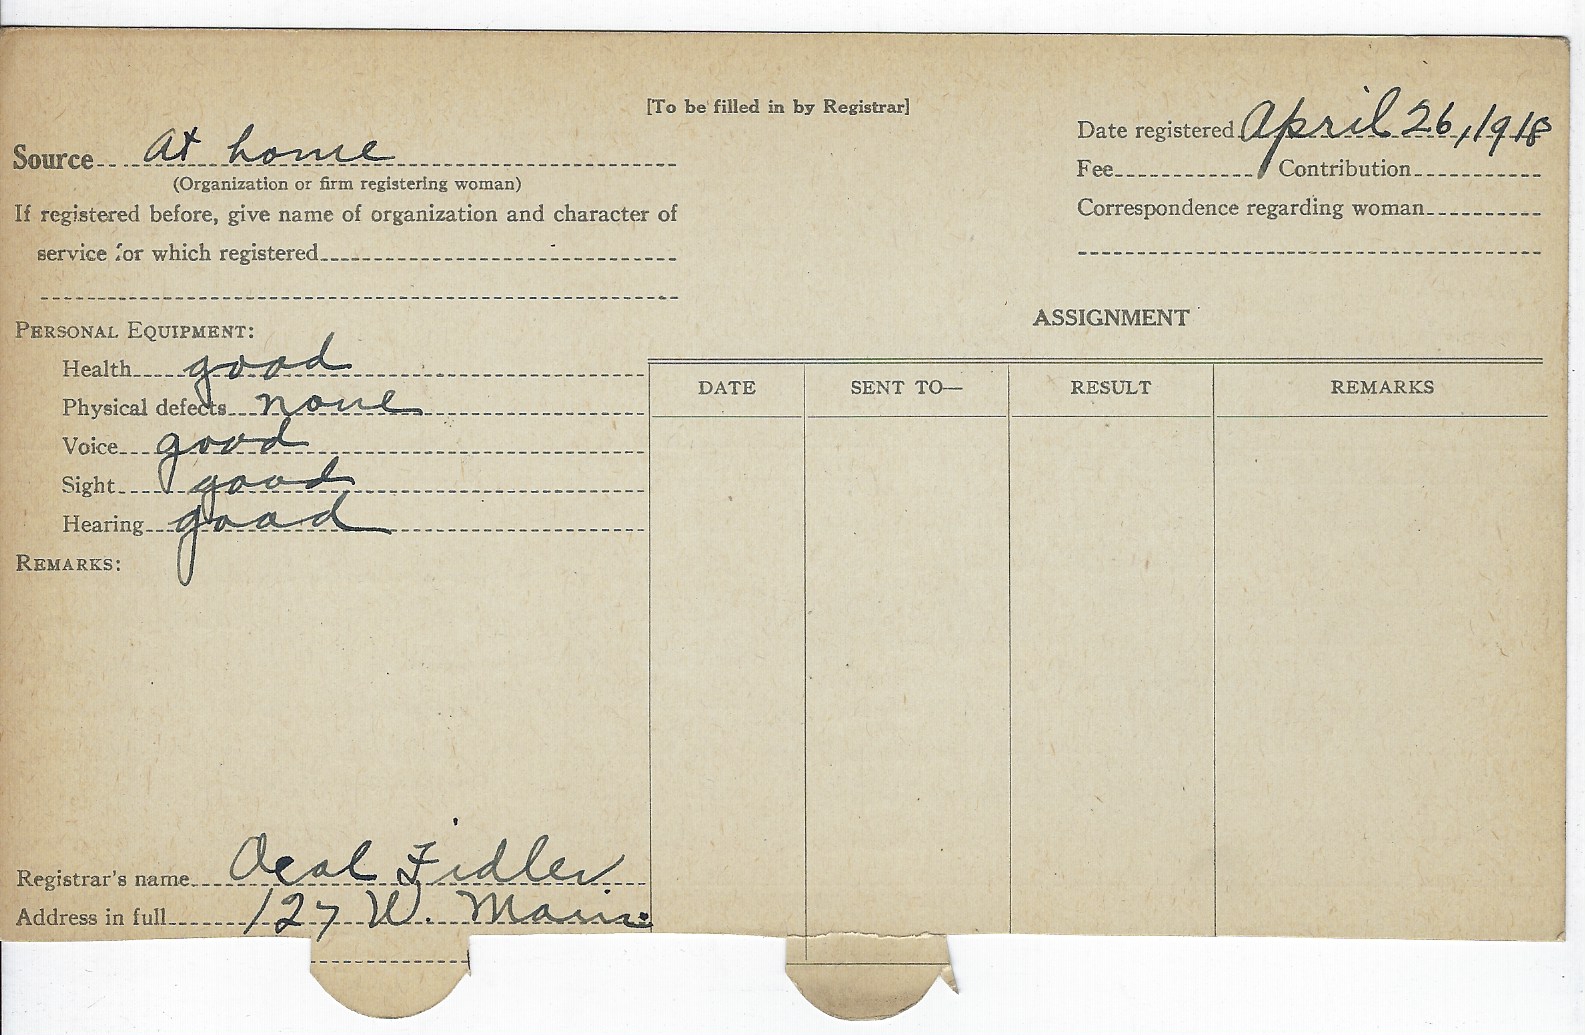 [To be filled in by Registrar]
Source at home
(Organization or firm registering woman)
If registered before, give name of organization and character of
service for which registered
Date registered April 26, 1918
Fee Contribution
Correspondence regarding woman
PERSONAL EQUIPMENT:
Health good
Physical defects none
Voice good
Sight good
Hearing good
REMARKS:
ASSIGNMENT
DATE SENT TO— RESULT REMARKS
Registrar's name Fidler
Address in full 127 W. Main